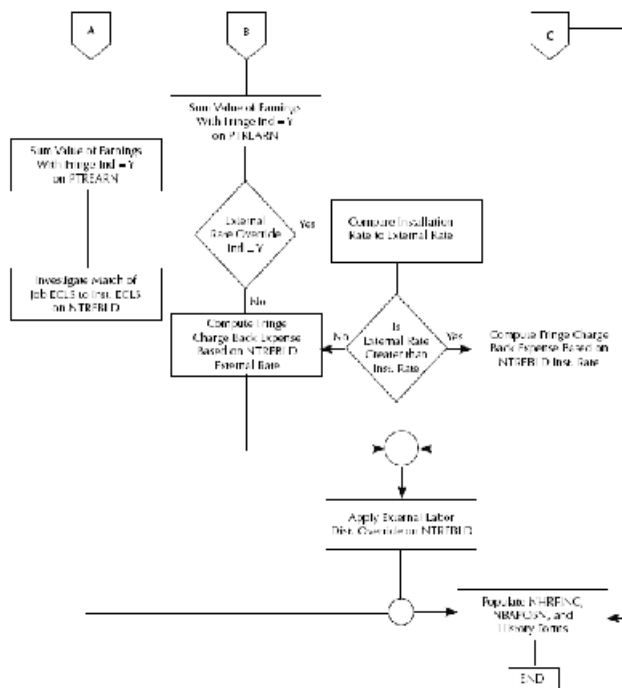 A
B
C
Sum Value of Earnings
With Fringe Ind = Y
on PTREARN
Sum Value of Earnings
With Fringe Ind = Y
on PTREARN
External
Rate Override
Ind = Y
Yes
No
Compare Installation
Rate to External Rate
Investigate Match of
Job ECLS to Inst. ECLS
on NTRFBLD
Compute Fringe
Charge Back Expense
Based on NTRFBLD
External Rate
No
Is
External Rate
Greater than
Inst. Rate
Yes
Compute Fringe Charge
Back Expense Based on
NTRFBLD Inst. Rate
Apply External Labor
Dist. Override on NTRFBLD
Populate NHRFINC,
NBAPOSN, and
History Forms
END